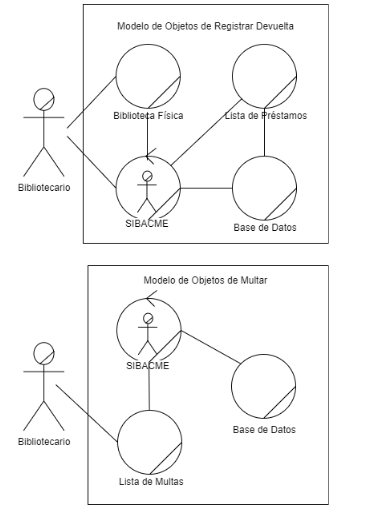 Modelo de Objetos de Registrar Devuelta
Biblioteca Física
Lista de Préstamos
Bibliotecario
SIBACME
Base de Datos
Modelo de Objetos de Multar
SIBACME
Bibliotecario
Base de Datos
Lista de Multas